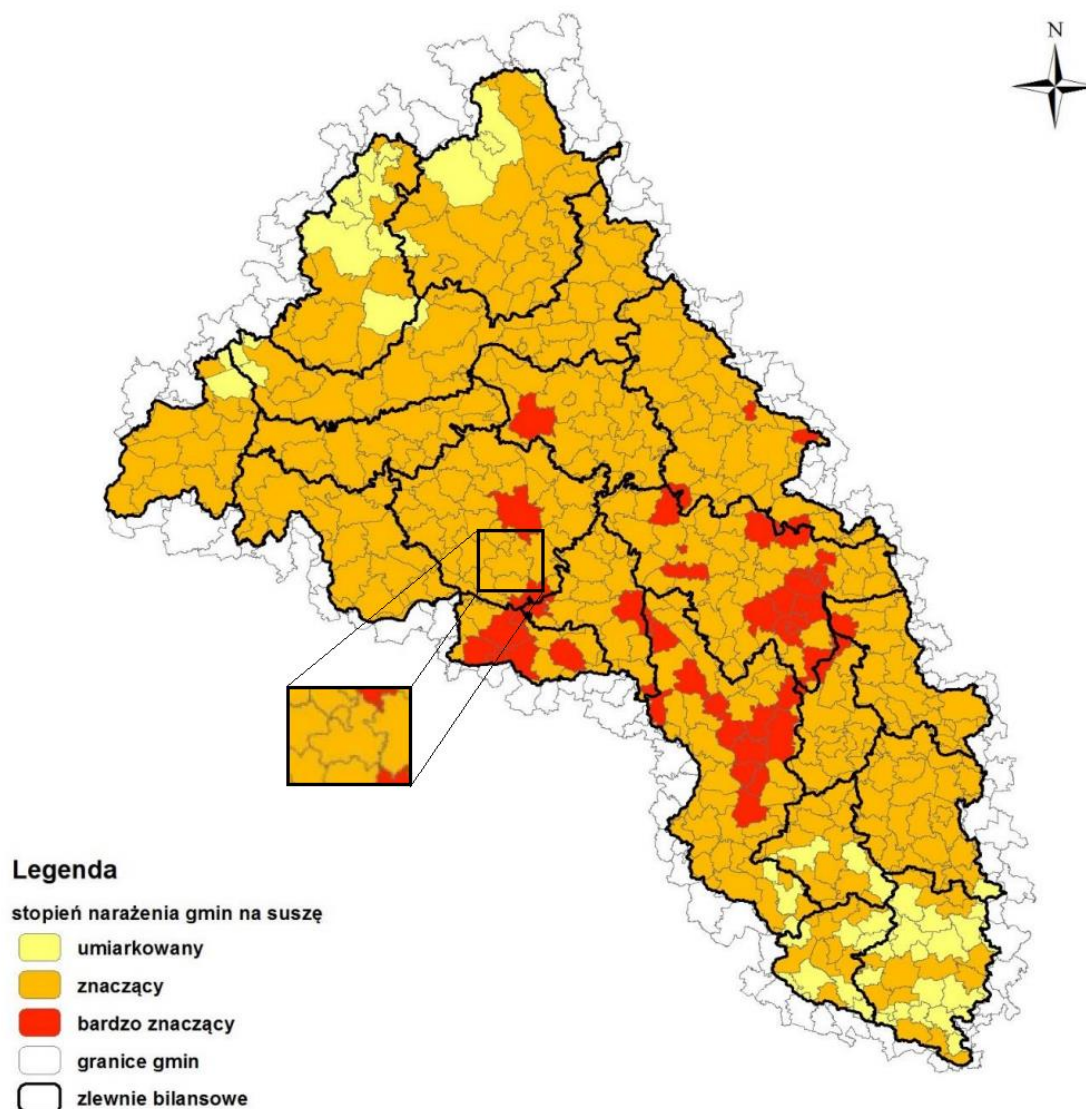 N
Legenda
stopień narażenia gmin na suszę
umiarkowany
znaczący
bardzo znaczący
granice gmin
zlewnie bilansowe